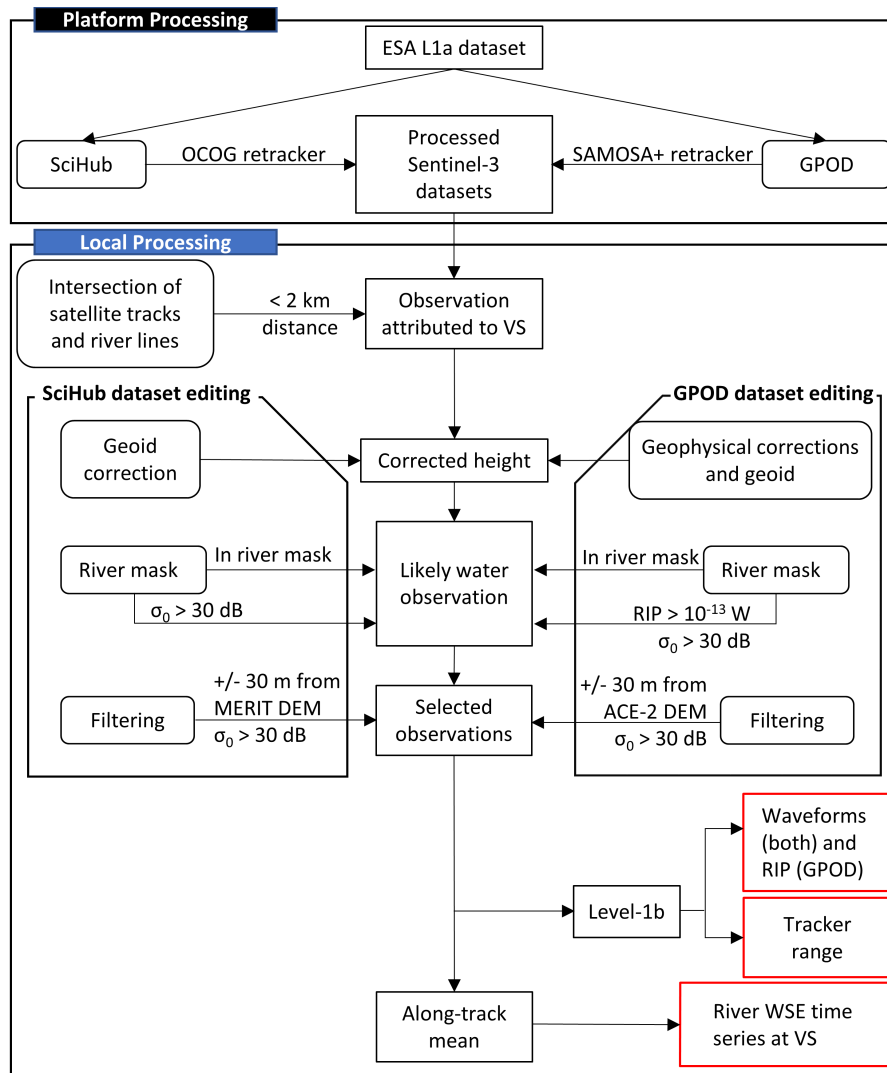 Platform Processing
ESA L1a dataset
SciHub
OCOG retracker
Processed
Sentinel-3
datasets
SAMOSA+ retracker
GPOD
Local Processing
Intersection of
satellite tracks
and river lines
< 2 km
distance
Observation
attributed to VS
SciHub dataset editing
GPOD dataset editing
Geoid
correction
Corrected height
Geophysical corrections
and geoid
River mask
In river mask
σ₀ > 30 dB
Likely water
observation
In river mask
RIP > 10⁻¹³ W
σ₀ > 30 dB
River mask
Filtering
+/- 30 m from
MERIT DEM
σ₀ > 30 dB
Selected
observations
+/- 30 m from
ACE-2 DEM
σ₀ > 30 dB
Filtering
Waveforms
(both) and
RIP (GPOD)
Level-1b
Tracker
range
Along-track
mean
River WSE time
series at VS